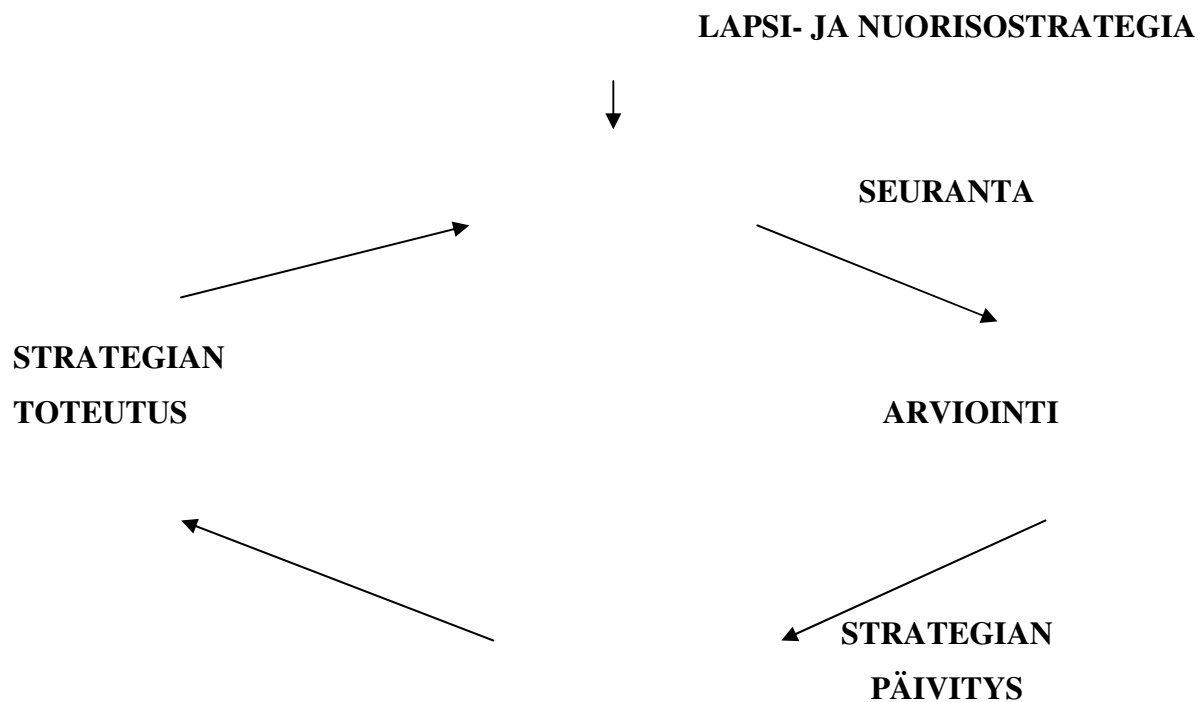 LAPSI- JA NUORISOSTRATEGIA
SEURANTA
STRATEGIAN
TOTEUTUS
ARVIOINTI
STRATEGIAN
PÄIVITYS